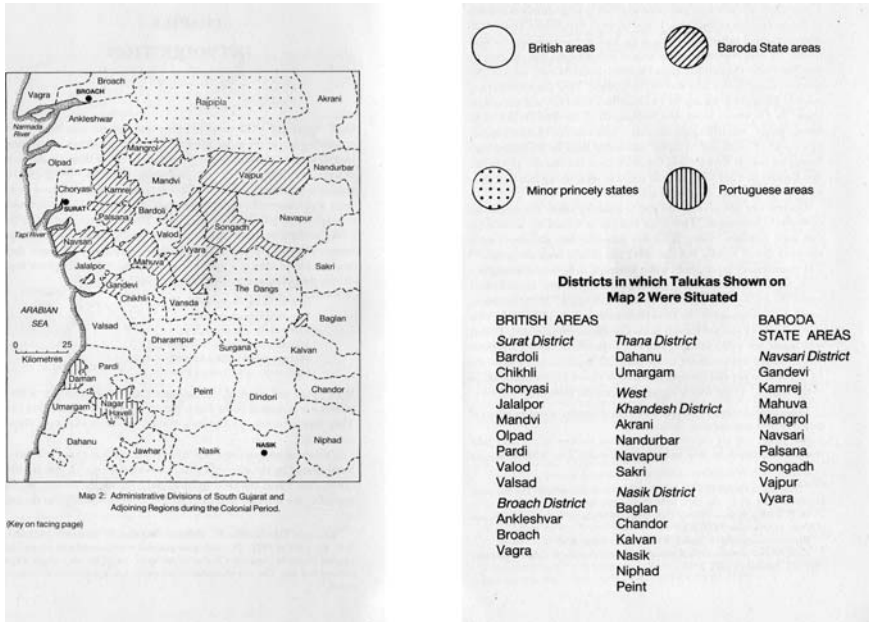 Broach
Vagra
BROACH
Rajpipla
Akrani
Ankleshwar
Narmada
River
Mangrol
Olpad
Nandurbar
Vajpur
Mandvi
Choryasi
Kamrej
SURAT
Palsana
Bardoli
Navapur
Songadh
Valod
Tapi River
Navsari
Vyara
Mahuva
Sakri
Jalalpor
Gandevi
The Dangs
Chikhli
Vansda
ARABIAN
SEA
Baglan
Valsad
Dharampur
0 25
Kilometres
Surgana
Kalvan
Pardi
Daman
Peint
Chandor
Dindori
Nagar
Haveli
Umargam
Dahanu
Jawhar
Nasik
NASIK
Niphad
Map 2: Administrative Divisions of South Gujarat and
Adjoining Regions during the Colonial Period.
(Key on facing page)
British areas
Baroda State areas
Minor princely states
Portuguese areas
Districts in which Talukas Shown on
Map 2 Were Situated
BRITISH AREAS
Surat District
Bardoli
Chikhli
Choryasi
Jalalpor
Mandvi
Olpad
Pardi
Valod
Valsad
Broach District
Ankleshvar
Broach
Vagra
Thana District
Dahanu
Umargam
West
Khandesh District
Akrani
Nandurbar
Navapur
Sakri
Nasik District
Baglan
Chandor
Kalvan
Nasik
Niphad
Peint
BARODA
STATE AREAS
Navsari District
Gandevi
Kamrej
Mahuva
Mangrol
Navsari
Palsana
Songadh
Vajpur
Vyara